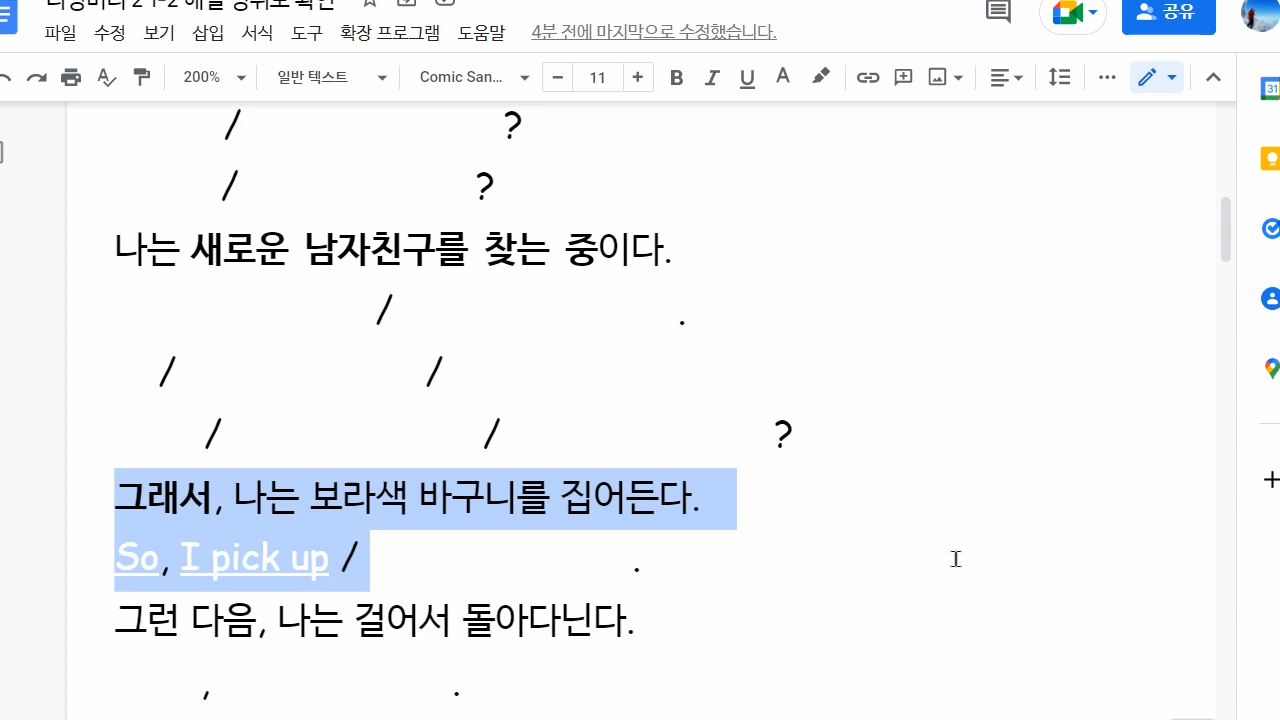 파일 수정 보기 삽입 서식 도구 확장 프로그램 도움말 4분 전에 마지막으로 수정했습니다.
공유
200% 일반 텍스트 Comic San... − 11 + B I U A
31
/ ?
/ ?
나는 새로운 남자친구를 찾는 중이다.
/ .
/ /
/ / ?
그래서, 나는 보라색 바구니를 집어든다.
So, I pick up / .
그런 다음, 나는 걸어서 돌아다닌다.
, .